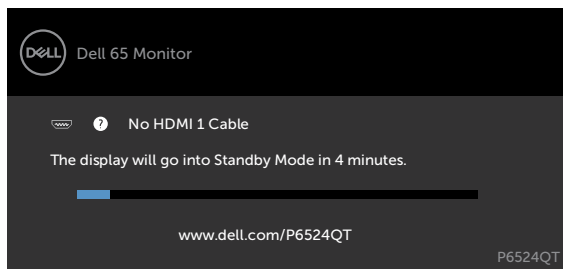 DELL Dell 65 Monitor
? No HDMI 1 Cable
The display will go into Standby Mode in 4 minutes.
www.dell.com/P6524QT
P6524QT